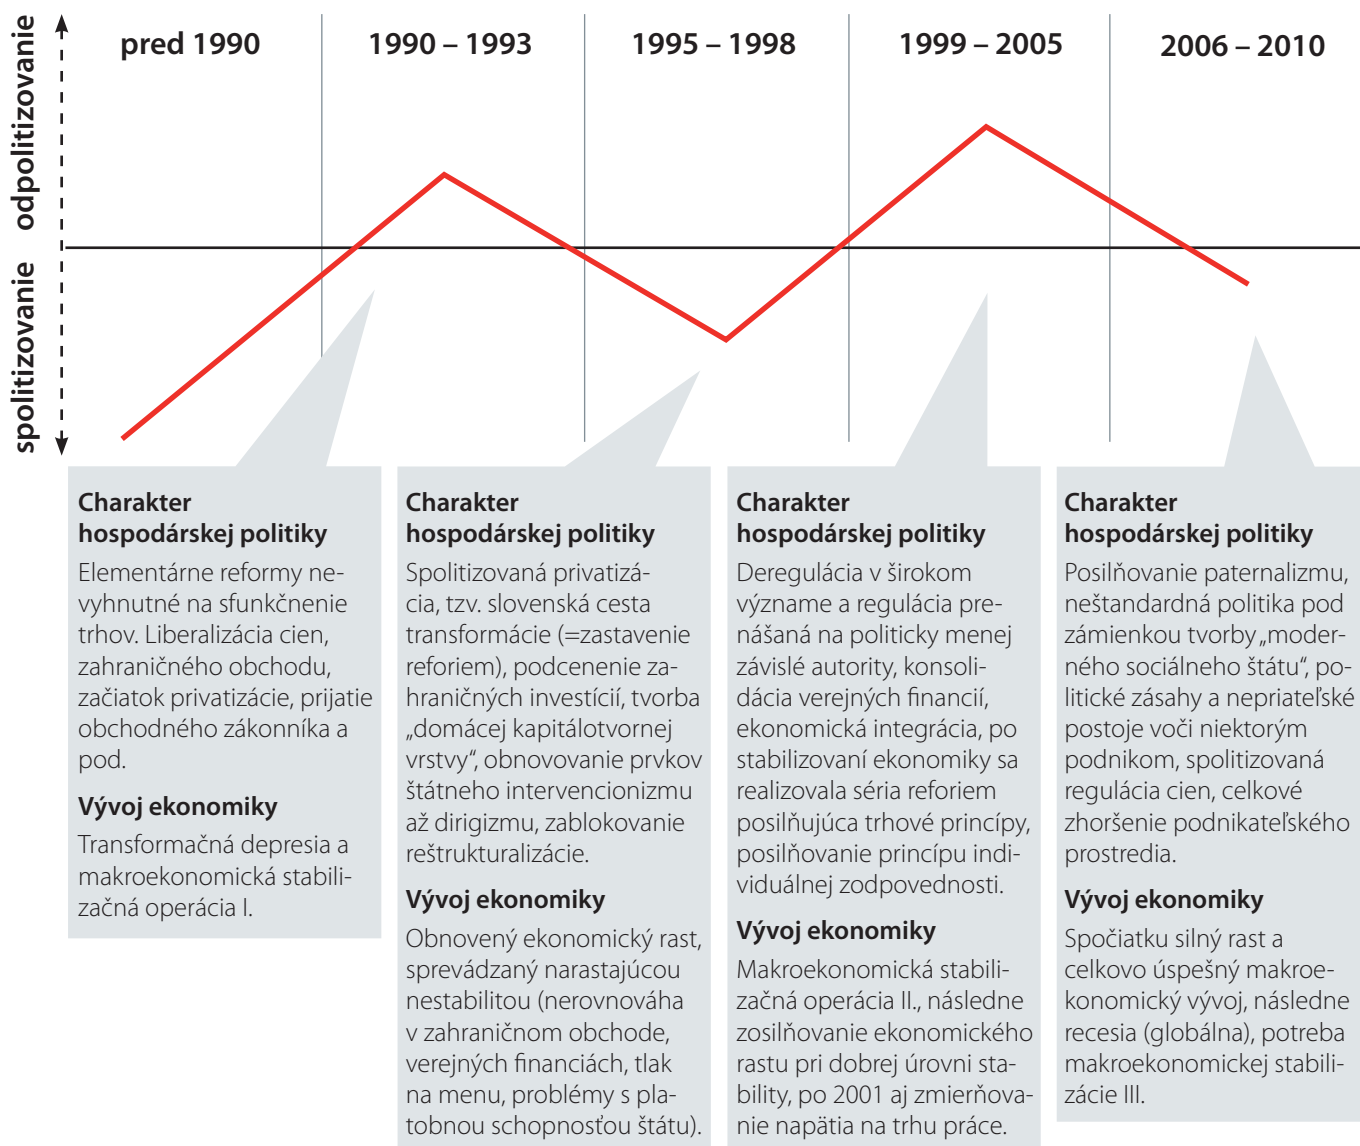 odpolitizovanie
spolitizovanie
pred 1990
1990 – 1993
1995 – 1998
1999 – 2005
2006 – 2010
Charakter
hospodárskej politiky
Elementárne reformy ne-
vyhnutné na sfunkčnenie
trhov. Liberalizácia cien,
zahraničného obchodu,
začiatok privatizácie, prijatie
obchodného zákonníka a
pod.
Vývoj ekonomiky
Transformačná depresia a
makroekonomická stabili-
začná operácia I.
Charakter
hospodárskej politiky
Spolitizovaná privatizá-
cia, tzv. slovenská cesta
transformácie (=zastavenie
reforiem), podcenenie za-
hraničných investícií, tvorba
„domácej kapitálotvornej
vrstvy“, obnovovanie prvkov
štátneho intervencionizmu
až dirigizmu, zablokovanie
reštrukturalizácie.
Vývoj ekonomiky
Obnovený ekonomický rast,
sprevádzaný narastajúcou
nestabilitou (nerovnováha
v zahraničnom obchode,
verejných financiách, tlak
na menu, problémy s pla-
tobnou schopnosťou štátu).
Charakter
hospodárskej politiky
Deregulácia v širokom
význame a regulácia pre-
nášaná na politicky menej
závislé autority, konsoli-
dácia verejných financií,
ekonomická integrácia, po
stabilizovaní ekonomiky sa
realizovala séria reforiem
posilňujúca trhové princípy,
posilňovanie princípu indi-
viduálnej zodpovednosti.
Vývoj ekonomiky
Makroekonomická stabili-
začná operácia II., následne
zosilňovanie ekonomického
rastu pri dobrej úrovni sta-
bility, po 2001 aj zmierňova-
nie napätia na trhu práce.
Charakter
hospodárskej politiky
Posilňovanie paternalizmu,
neštandardná politika pod
zámienkou tvorby „moder-
ného sociálneho štátu“, po-
litické zásahy a nepriateľské
postoje voči niektorým
podnikom, spolitizovaná
regulácia cien, celkové
zhoršenie podnikateľského
prostredia.
Vývoj ekonomiky
Spočiatku silný rast a
celkovo úspešný makroe-
konomický vývoj, následne
recesia (globálna), potreba
makroekonomickej stabili-
zácie III.